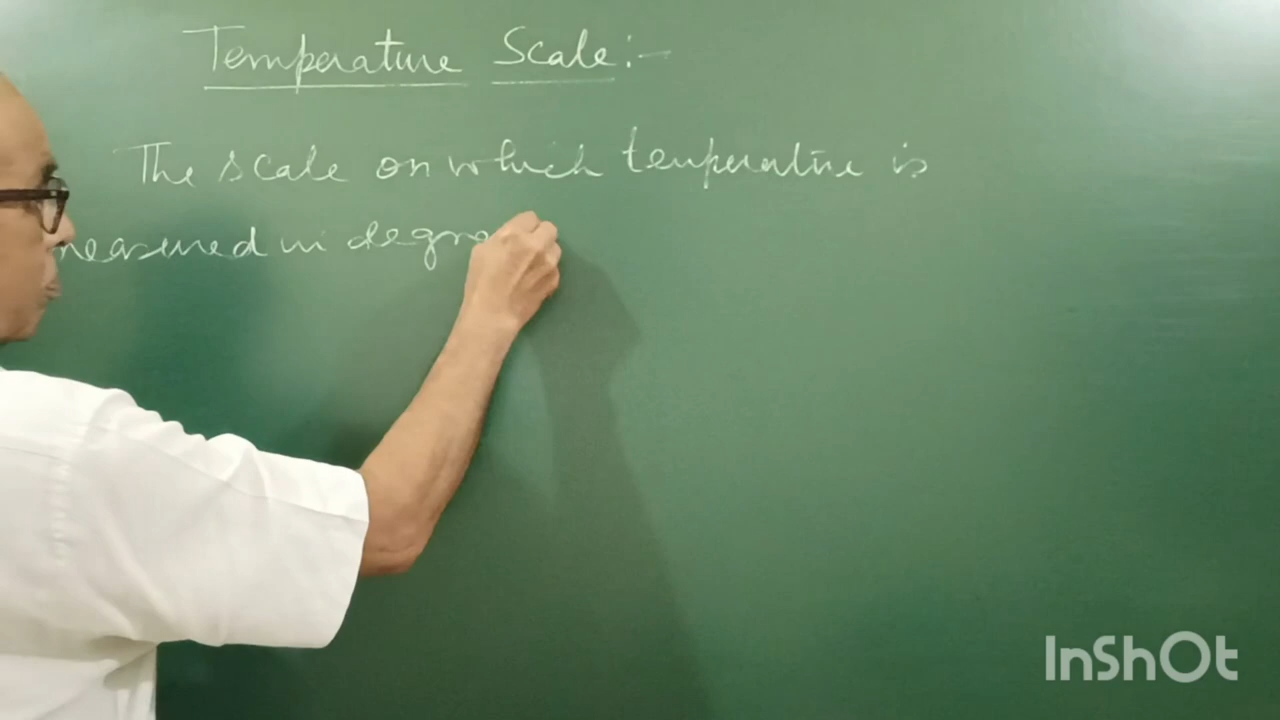 Temperature Scale:-
The scale on which temperature is
measured in degre
InShOt